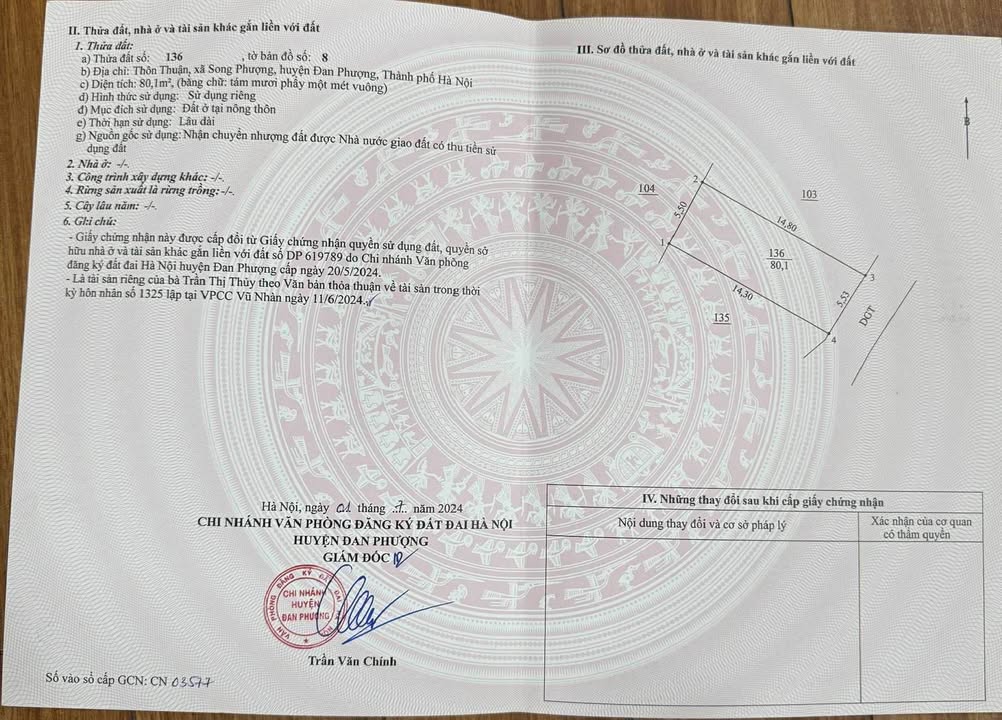 II. Thửa đất, nhà ở và tài sản khác gắn liền với đất
1. Thửa đất:
a) Thửa đất số: 136 , tờ bản đồ số: 8
b) Địa chỉ: Thôn Thuận, xã Song Phượng, huyện Đan Phượng, Thành phố Hà Nội
c) Diện tích: 80,1m², (bằng chữ: tám mươi phẩy một mét vuông)
d) Hình thức sử dụng: Sử dụng riêng
đ) Mục đích sử dụng: Đất ở tại nông thôn
e) Thời hạn sử dụng: Lâu dài
g) Nguồn gốc sử dụng: Nhận chuyển nhượng đất được Nhà nước giao đất có thu tiền sử
dụng đất
2. Nhà ở: -/-.
3. Công trình xây dựng khác: -/-.
4. Rừng sản xuất là rừng trồng: -/-.
5. Cây lâu năm: -/-.
6. Ghi chú:
- Giấy chứng nhận này được cấp đổi từ Giấy chứng nhận quyền sử dụng đất, quyền sở
hữu nhà ở và tài sản khác gắn liền với đất số DP 619789 do Chi nhánh Văn phòng
đăng ký đất đai Hà Nội huyện Đan Phượng cấp ngày 20/5/2024.
- Là tài sản riêng của bà Trần Thị Thủy theo Văn bản thỏa thuận về tài sản trong thời
kỳ hôn nhân số 1325 lập tại VPCC Vũ Nhàn ngày 11/6/2024.
Hà Nội, ngày 01 tháng 7 năm 2024
CHI NHÁNH VĂN PHÒNG ĐĂNG KÝ ĐẤT ĐAI HÀ NỘI
HUYỆN ĐAN PHƯỢNG
GIÁM ĐỐC
VĂN PHÒNG ĐĂNG KÝ ĐẤT ĐAI HÀ NỘI
CHI NHÁNH
HUYỆN
ĐAN PHƯỢNG
Trần Văn Chính
Số vào sổ cấp GCN: CN 03577
III. Sơ đồ thửa đất, nhà ở và tài sản khác gắn liền với đất
B
104
2
103
5,50
14,80
1
136
80,1
3
14,30
5,53
135
ĐGT
4
IV. Những thay đổi sau khi cấp giấy chứng nhận
Nội dung thay đổi và cơ sở pháp lý
Xác nhận của cơ quan
có thẩm quyền